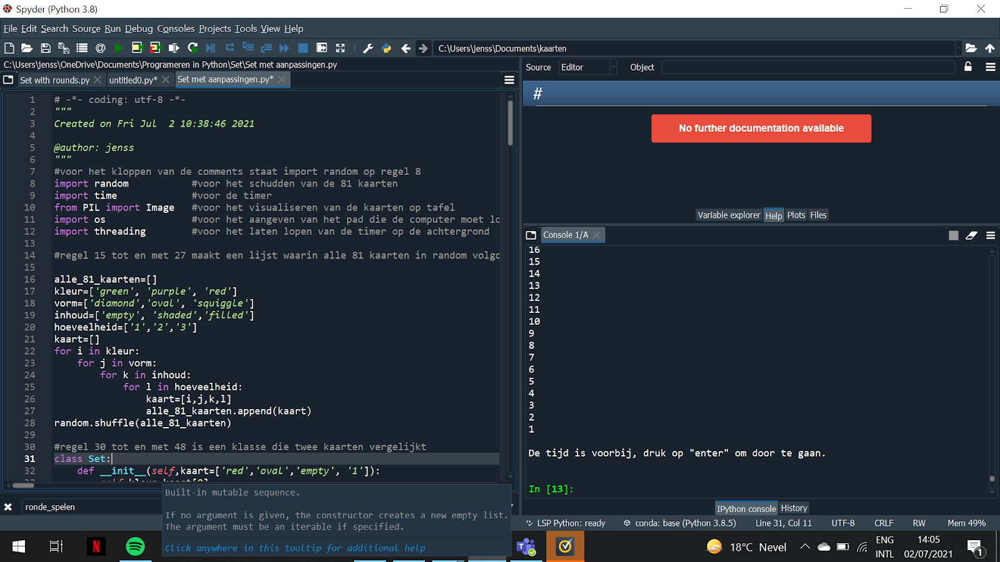 Spyder (Python 3.8)
File Edit Search Source Run Debug Consoles Projects Tools View Help
C:\Users\jenss\Documents\kaarten
C:\Users\jenss\OneDrive\Documents\Programeren in Python\Set\Set met aanpassingen.py
Set with rounds.py
untitled0.py*
Set met aanpassingen.py*
1 # -*- coding: utf-8 -*-
2 """
3 Created on Fri Jul  2 10:38:46 2021
4
5 @author: jenss
6 """
7 #voor het kloppen van de comments staat import random op regel 8
8 import random           #voor het schudden van de 81 kaarten
9 import time             #voor de timer
10 from PIL import Image   #voor het visualiseren van de kaarten op tafel
11 import os               #voor het aangeven van het pad die de computer moet lo
12 import threading        #voor het laten lopen van de timer op de achtergrond
13
14 #regel 15 tot en met 27 maakt een lijst waarin alle 81 kaarten in random volgo
15
16 alle_81_kaarten=[]
17 kleur=['green', 'purple', 'red']
18 vorm=['diamond','oval', 'squiggle']
19 inhoud=['empty', 'shaded','filled']
20 hoeveelheid=['1','2','3']
21 kaart=[]
22 for i in kleur:
23     for j in vorm:
24         for k in inhoud:
25             for l in hoeveelheid:
26                 kaart=[i,j,k,l]
27                 alle_81_kaarten.append(kaart)
28 random.shuffle(alle_81_kaarten)
29
30 #regel 30 tot en met 48 is een klasse die twee kaarten vergelijkt
31 class Set:
32     def __init__(self,kaart=['red','oval','empty', '1']):
Built-in mutable sequence.
If no argument is given, the constructor creates a new empty list.
The argument must be an iterable if specified.
Click anywhere in this tooltip for additional help
ronde_spelen
Source Editor Object
#
No further documentation available
Variable explorer Help Plots Files
Console 1/A
16
15
14
13
12
11
10
9
8
7
6
5
4
3
2
1
De tijd is voorbij, druk op "enter" om door te gaan.
In [13]:
IPython console History
LSP Python: ready conda: base (Python 3.8.5) Line 31, Col 11 UTF-8 CRLF RW Mem 49%
N
18°C Nevel
ENG
INTL
14:05
02/07/2021
1